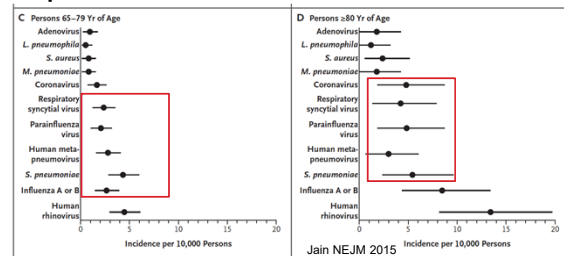 C Persons 65–79 Yr of Age
Adenovirus
L. pneumophila
S. aureus
M. pneumoniae
Coronavirus
Respiratory
syncytial virus
Parainfluenza
virus
Human meta-
pneumovirus
S. pneumoniae
Influenza A or B
Human
rhinovirus
0 5 10 15 20
Incidence per 10,000 Persons
D Persons ≥80 Yr of Age
Adenovirus
L. pneumophila
S. aureus
M. pneumoniae
Coronavirus
Respiratory
syncytial virus
Parainfluenza
virus
Human meta-
pneumovirus
S. pneumoniae
Influenza A or B
Human
rhinovirus
0 5 10 15 20
Incidence per 10,000 Persons
Jain NEJM 2015